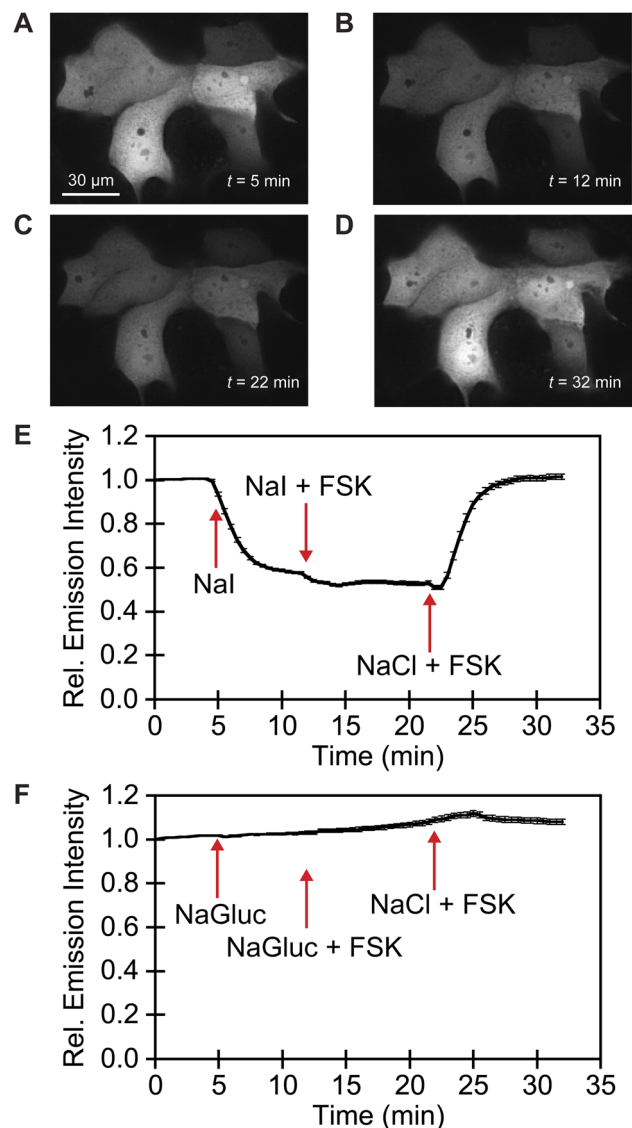 A
B
30 µm
t = 5 min
t = 12 min
C
D
t = 22 min
t = 32 min
E
Rel. Emission Intensity
1.2
1.0
0.8
0.6
0.4
0.2
0.0
NaI + FSK
NaI
NaCl + FSK
0 5 10 15 20 25 30 35
Time (min)
F
Rel. Emission Intensity
1.2
1.0
0.8
0.6
0.4
0.2
0.0
NaGluc
NaCl + FSK
NaGluc + FSK
0 5 10 15 20 25 30 35
Time (min)